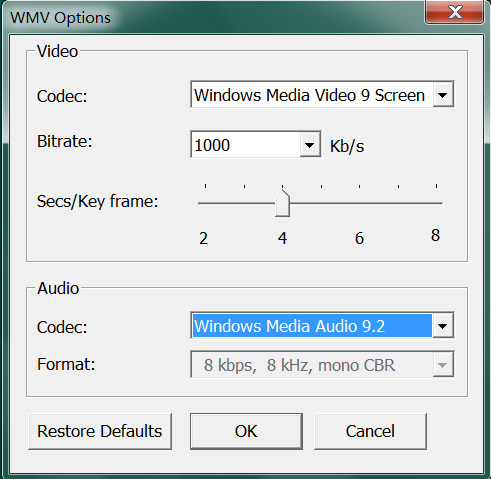 WMV Options
Video
Codec:
Windows Media Video 9 Screen
Bitrate:
1000
Kb/s
Secs/Key frame:
2 4 6 8
Audio
Codec:
Windows Media Audio 9.2
Format:
8 kbps, 8 kHz, mono CBR
Restore Defaults
OK
Cancel